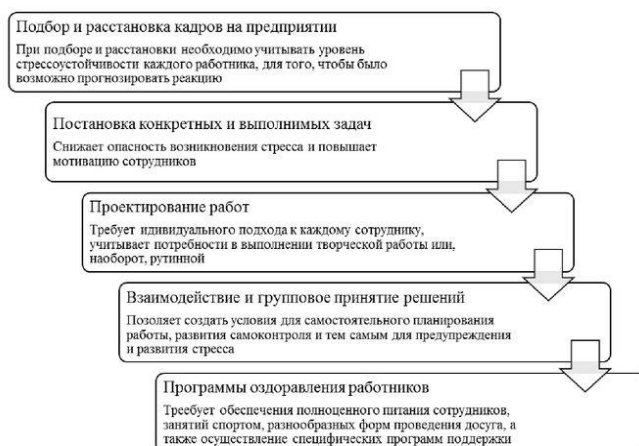 Подбор и расстановка кадров на предприятии
При подборе и расстановки необходимо учитывать уровень
стрессоустойчивости каждого работника, для того, чтобы было
возможно прогнозировать реакцию
Постановка конкретных и выполнимых задач
Снижает опасность возникновения стресса и повышает
мотивацию сотрудников
Проектирование работ
Требует идивидуального подхода к каждому сотруднику,
учитывает потребности в выполнении творческой работы или,
наоборот, рутинной
Взаимодействие и групповое принятие решений
Позоляет создать условия для самостоятельного планирования
работы, развития самоконтроля и тем самым для предупреждения
и развития стресса
Программы оздоравления работников
Треебует обеспечения полноценного питания сотрудников,
занятий спортом, разнообразных форм проведения досуга, а
также осуществление специфических программ поддержки